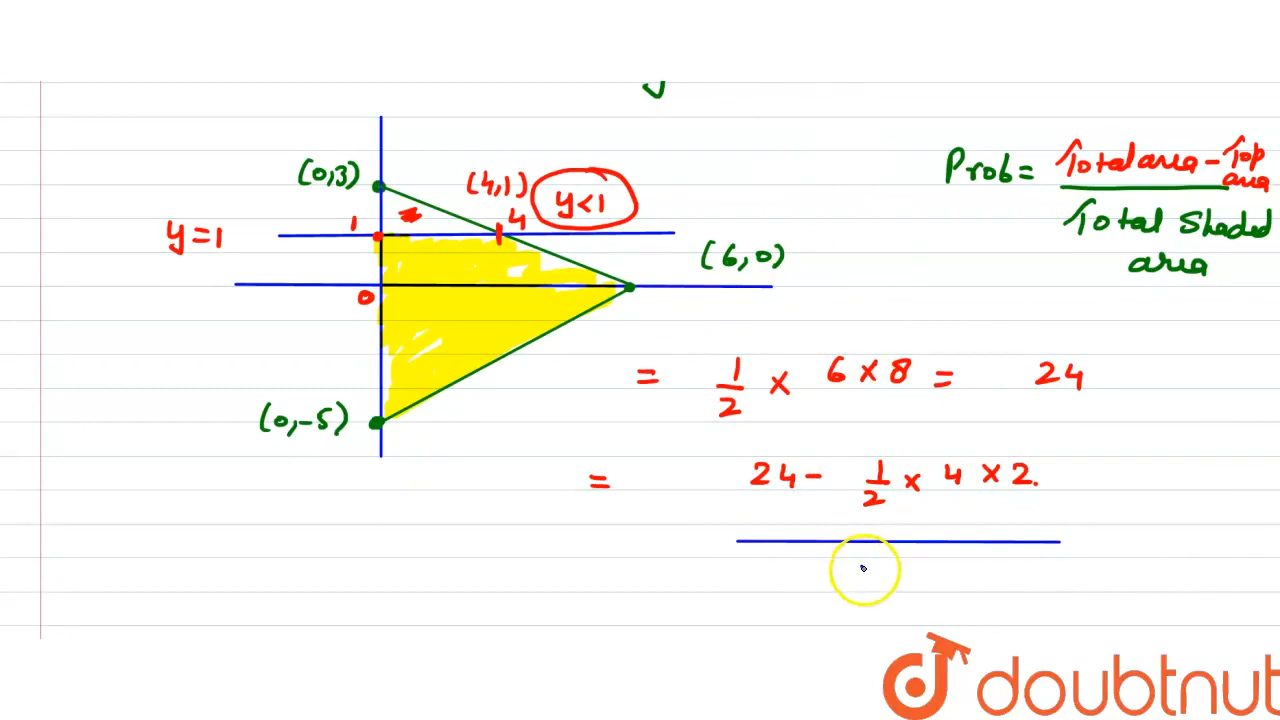 (0,3)
(4,1)
y<1
Prob= Total area - Top area
Total Shaded area
y=1
1
4
(6,0)
0
= 1/2 × 6 × 8 = 24
(0,-5)
= 24 - 1/2 × 4 × 2.
doubtnut